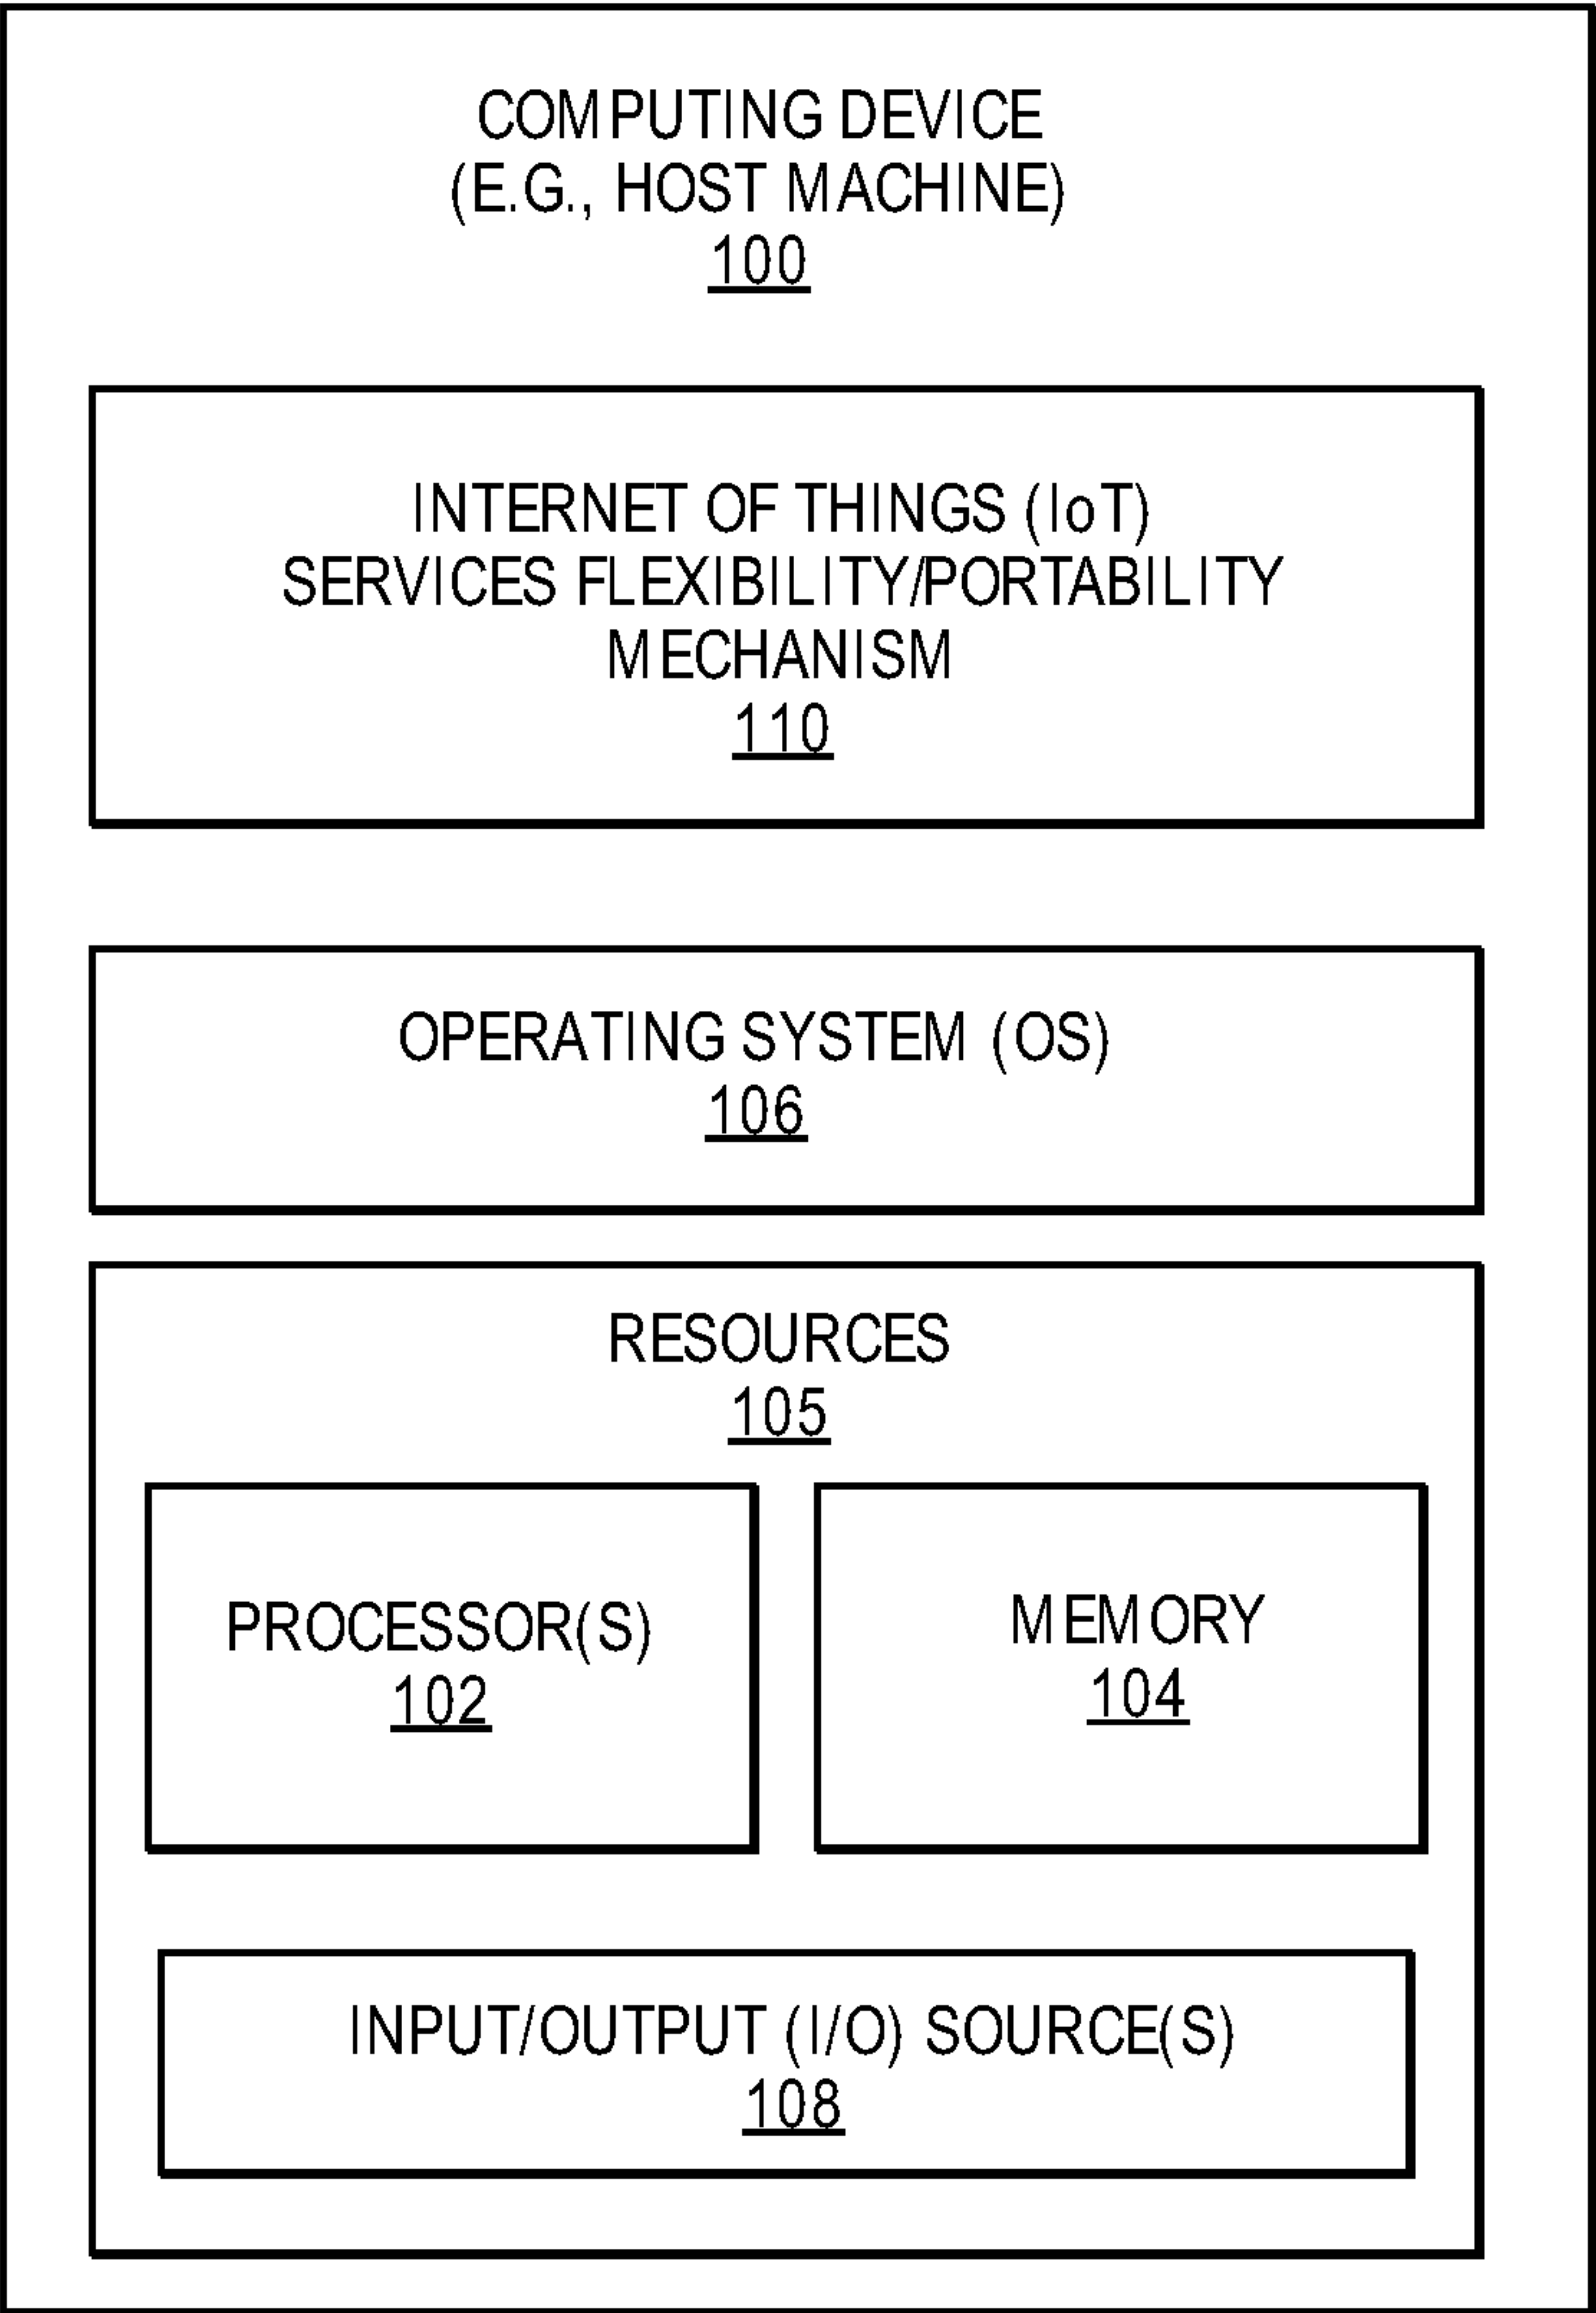 COMPUTING DEVICE
(E.G., HOST MACHINE)
100
INTERNET OF THINGS (IoT)
SERVICES FLEXIBILITY/PORTABILITY
MECHANISM
110
OPERATING SYSTEM (OS)
106
RESOURCES
105
PROCESSOR(S)
102
MEMORY
104
INPUT/OUTPUT (I/O) SOURCE(S)
108